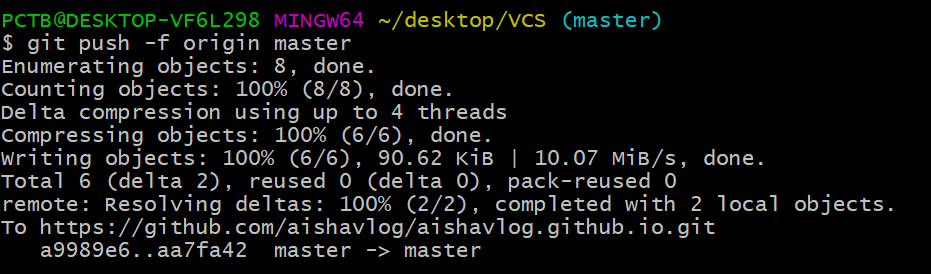 PCTB@DESKTOP-VF6L298 MINGW64 ~/desktop/VCS (master)
$ git push -f origin master
Enumerating objects: 8, done.
Counting objects: 100% (8/8), done.
Delta compression using up to 4 threads
Compressing objects: 100% (6/6), done.
Writing objects: 100% (6/6), 90.62 KiB | 10.07 MiB/s, done.
Total 6 (delta 2), reused 0 (delta 0), pack-reused 0
remote: Resolving deltas: 100% (2/2), completed with 2 local objects.
To https://github.com/aishavlog/aishavlog.github.io.git
   a9989e6..aa7fa42  master -> master